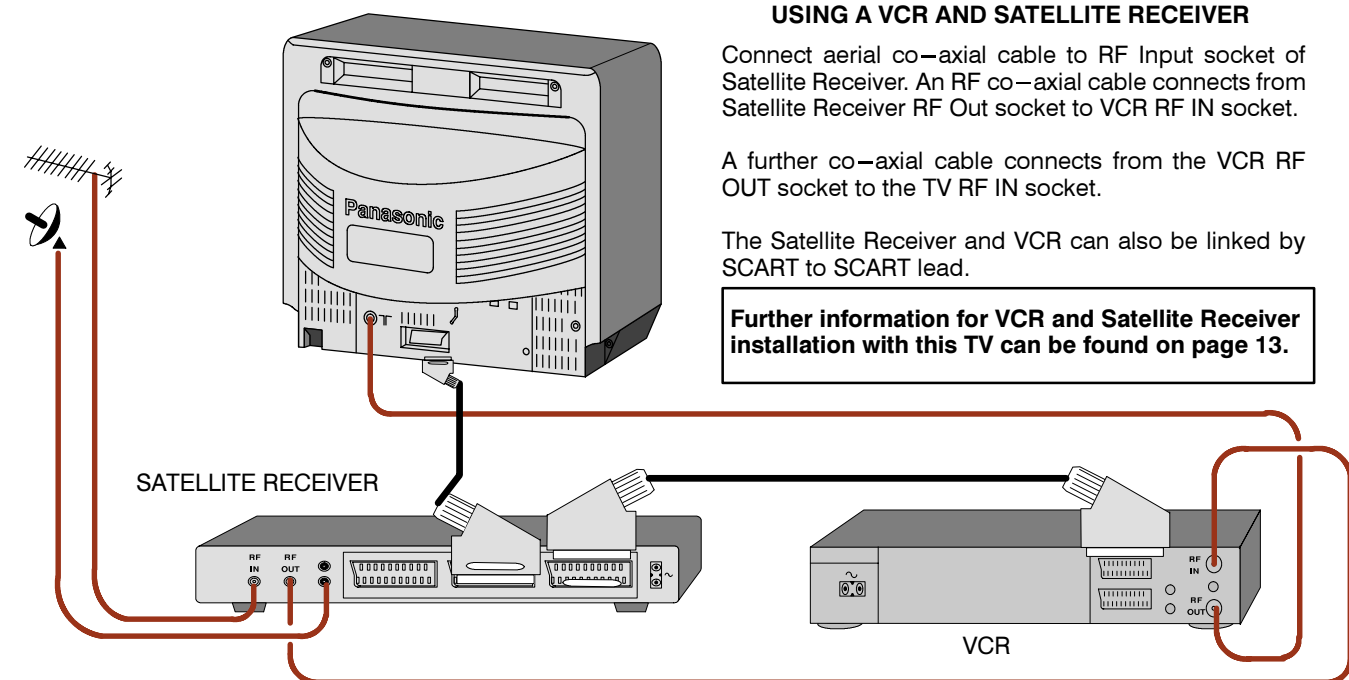 USING A VCR AND SATELLITE RECEIVER
Connect aerial co–axial cable to RF Input socket of
Satellite Receiver. An RF co–axial cable connects from
Satellite Receiver RF Out socket to VCR RF IN socket.
A further co–axial cable connects from the VCR RF
OUT socket to the TV RF IN socket.
The Satellite Receiver and VCR can also be linked by
SCART to SCART lead.
Further information for VCR and Satellite Receiver
installation with this TV can be found on page 13.
Panasonic
SATELLITE RECEIVER
RF
IN
RF
OUT
RF
IN
RF
OUT
VCR